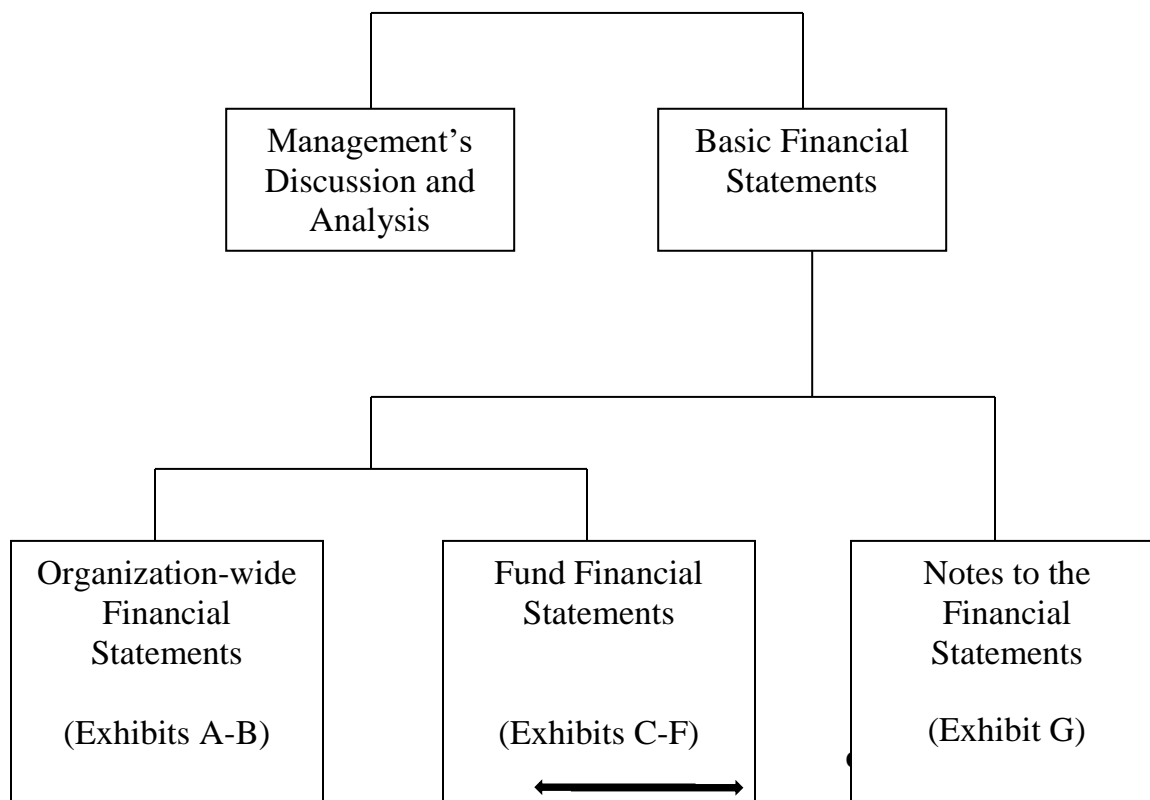 Management’s
Discussion and
Analysis
Basic Financial
Statements
Organization-wide
Financial
Statements
(Exhibits A-B)
Fund Financial
Statements
(Exhibits C-F)
Notes to the
Financial
Statements
(Exhibit G)